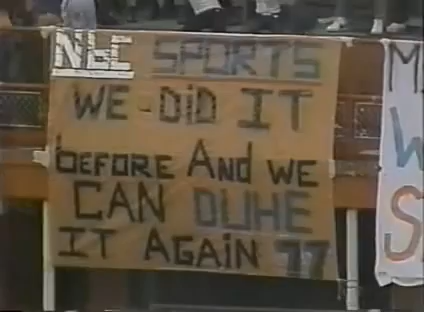 NBC SPORTS
WE-DiD IT
bEFORE ANd WE
CAN DUHE
IT AGAiN 77
M
W
S